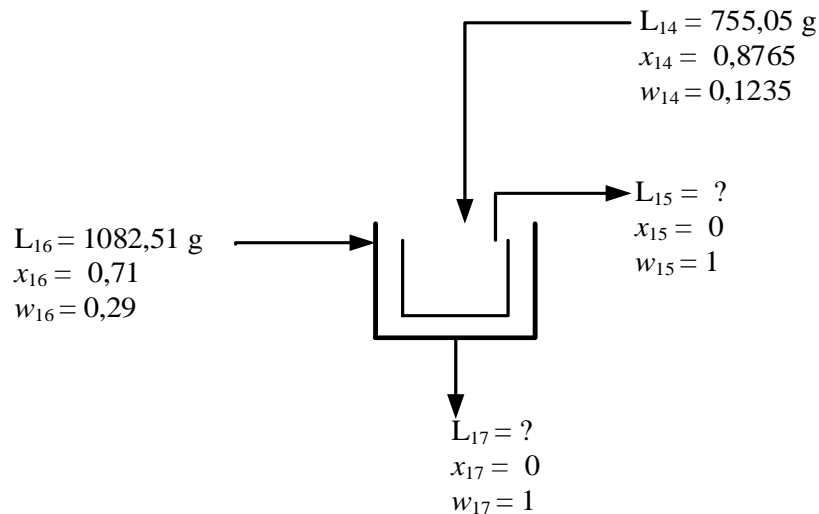 L₁₄ = 755,05 g
x₁₄ = 0,8765
w₁₄ = 0,1235
L₁₅ = ?
x₁₅ = 0
w₁₅ = 1
L₁₆ = 1082,51 g
x₁₆ = 0,71
w₁₆ = 0,29
L₁₇ = ?
x₁₇ = 0
w₁₇ = 1